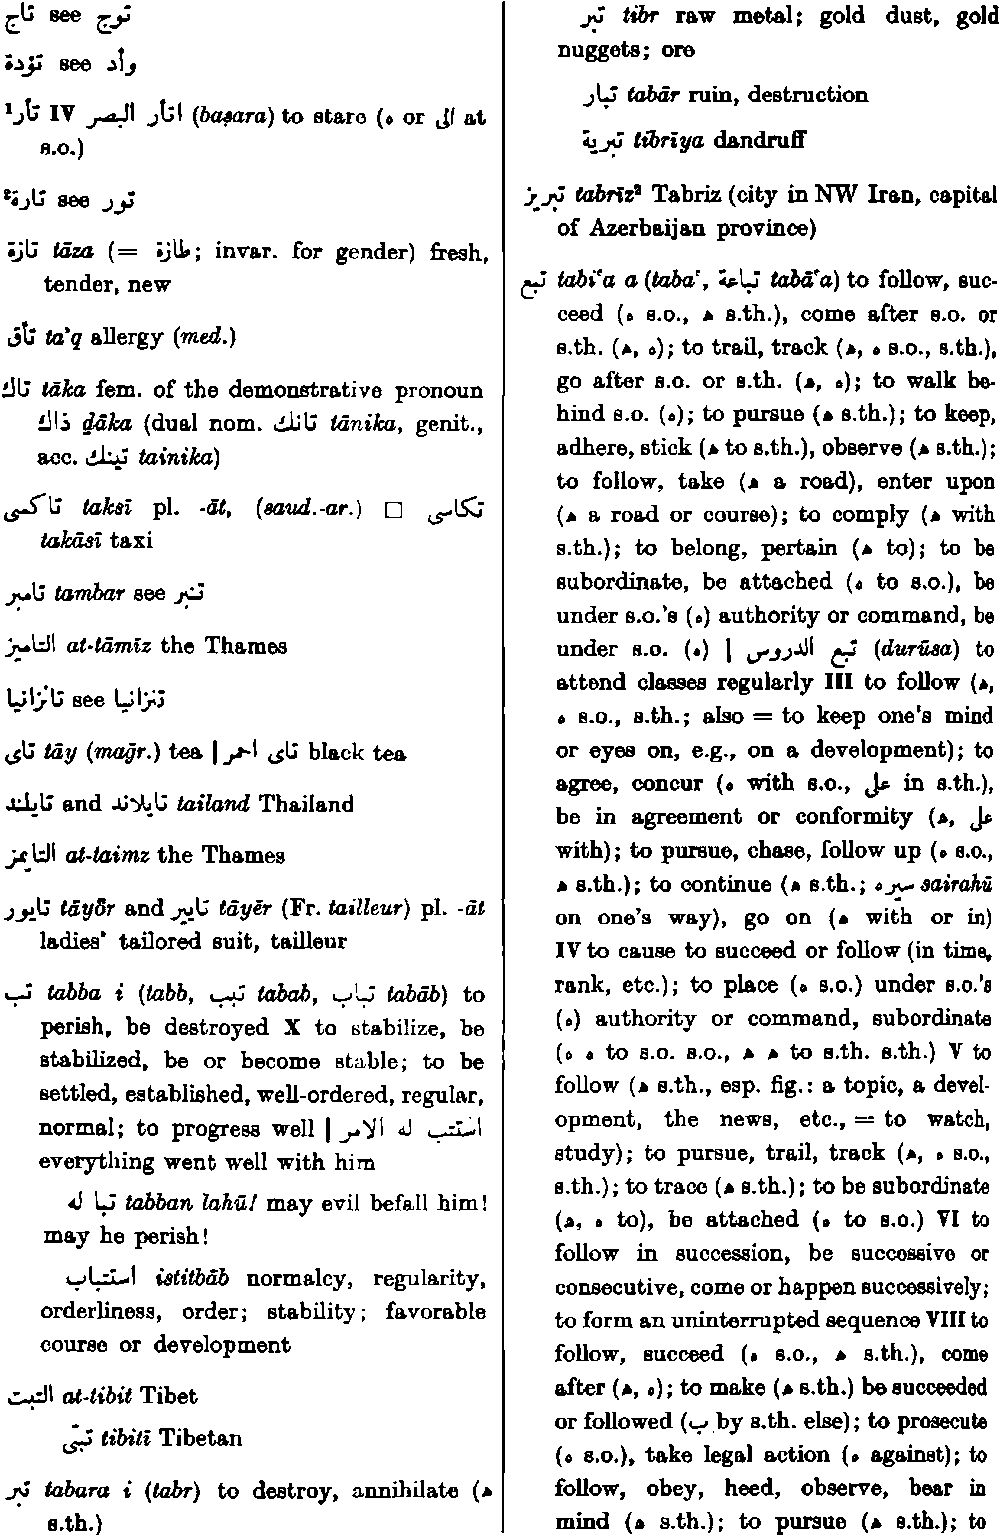 تاج see توج
تؤدة see وأد
¹تأر IV اتأر البصر (baṣara) to stare (ه or الى at
s.o.)
تارة² see تور
تازة tāza (= طازة; invar. for gender) fresh,
tender, new
تأق ta'q allergy (med.)
تاك tāka fem. of the demonstrative pronoun
ذاك ḏāka (dual nom. تانك tānika, genit.,
acc. تينك tainika)
تاكسى taksī pl. -āt, (saud.-ar.) □ تكاسى
takāsī taxi
تامبر tambar see تنبر
التاميز at-tāmīz the Thames
تانزانيا see تنزانيا
تاى tāy (maḡr.) tea | تاى احمر black tea
تايلند and تايلاند tailand Thailand
التايمز at-taimz the Thames
تايور tāyȫr and تايير tāyēr (Fr. tailleur) pl. -āt
ladies' tailored suit, tailleur
تب tabba i (tabb, تبب tabab, تباب tabāb) to
perish, be destroyed X to stabilize, be
stabilized, be or become stable; to be
settled, established, well-ordered, regular,
normal; to progress well | استتب له الامر
everything went well with him
تبا له tabban lahū! may evil befall him!
may he perish!
استتباب istitbāb normalcy, regularity,
orderliness, order; stability; favorable
course or development
التبت at-tibit Tibet
تبتى tibitī Tibetan
تبر tabara i (tabr) to destroy, annihilate (ه
s.th.)
تبر tibr raw metal; gold dust, gold
nuggets; ore
تبار tabār ruin, destruction
تبرية tibrīya dandruff
تبريز tabrīz² Tabriz (city in NW Iran, capital
of Azerbaijan province)
تبع tabi‘a a (taba‘, تباعة tabā‘a) to follow, suc-
ceed (ه s.o., ه s.th.), come after s.o. or
s.th. (ه, ه); to trail, track (ه, ه s.o., s.th.),
go after s.o. or s.th. (ه, ه); to walk be-
hind s.o. (ه); to pursue (ه s.th.); to keep,
adhere, stick (ه to s.th.), observe (ه s.th.);
to follow, take (ه a road), enter upon
(ه a road or course); to comply (ه with
s.th.); to belong, pertain (ه to); to be
subordinate, be attached (ه to s.o.), be
under s.o.'s (ه) authority or command, be
under s.o. (ه) | تبع الدروس (durūsa) to
attend classes regularly III to follow (ه,
ه s.o., s.th.; also = to keep one's mind
or eyes on, e.g., on a development); to
agree, concur (ه with s.o., على in s.th.),
be in agreement or conformity (ه, على
with); to pursue, chase, follow up (ه s.o.,
ه s.th.); to continue (ه s.th.; سيره sairahū
on one's way), go on (ه with or in)
IV to cause to succeed or follow (in time,
rank, etc.); to place (ه s.o.) under s.o.'s
(ه) authority or command, subordinate
(ه ه to s.o. s.o., ه ه to s.th. s.th.) V to
follow (ه s.th., esp. fig.: a topic, a devel-
opment, the news, etc., = to watch,
study); to pursue, trail, track (ه, ه s.o.,
s.th.); to trace (ه s.th.); to be subordinate
(ه, ه to), be attached (ه to s.o.) VI to
follow in succession, be successive or
consecutive, come or happen successively;
to form an uninterrupted sequence VIII to
follow, succeed (ه s.o., ه s.th.), come
after (ه, ه); to make (ه s.th.) be succeeded
or followed (ب by s.th. else); to prosecute
(ه s.o.), take legal action (ه against); to
follow, obey, heed, observe, bear in
mind (ه s.th.); to pursue (ه s.th.); to